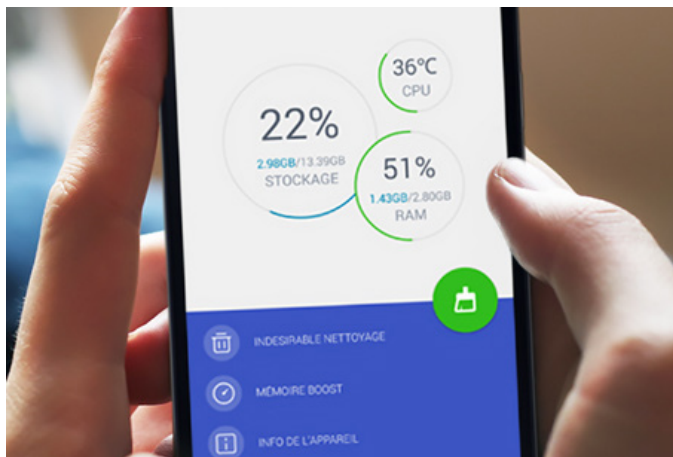 36°C
CPU
22%
2.98GB/13.39GB
STOCKAGE
51%
1.43GB/2.80GB
RAM
INDESIRABLE NETTOYAGE
MÉMOIRE BOOST
INFO DE L'APPAREIL